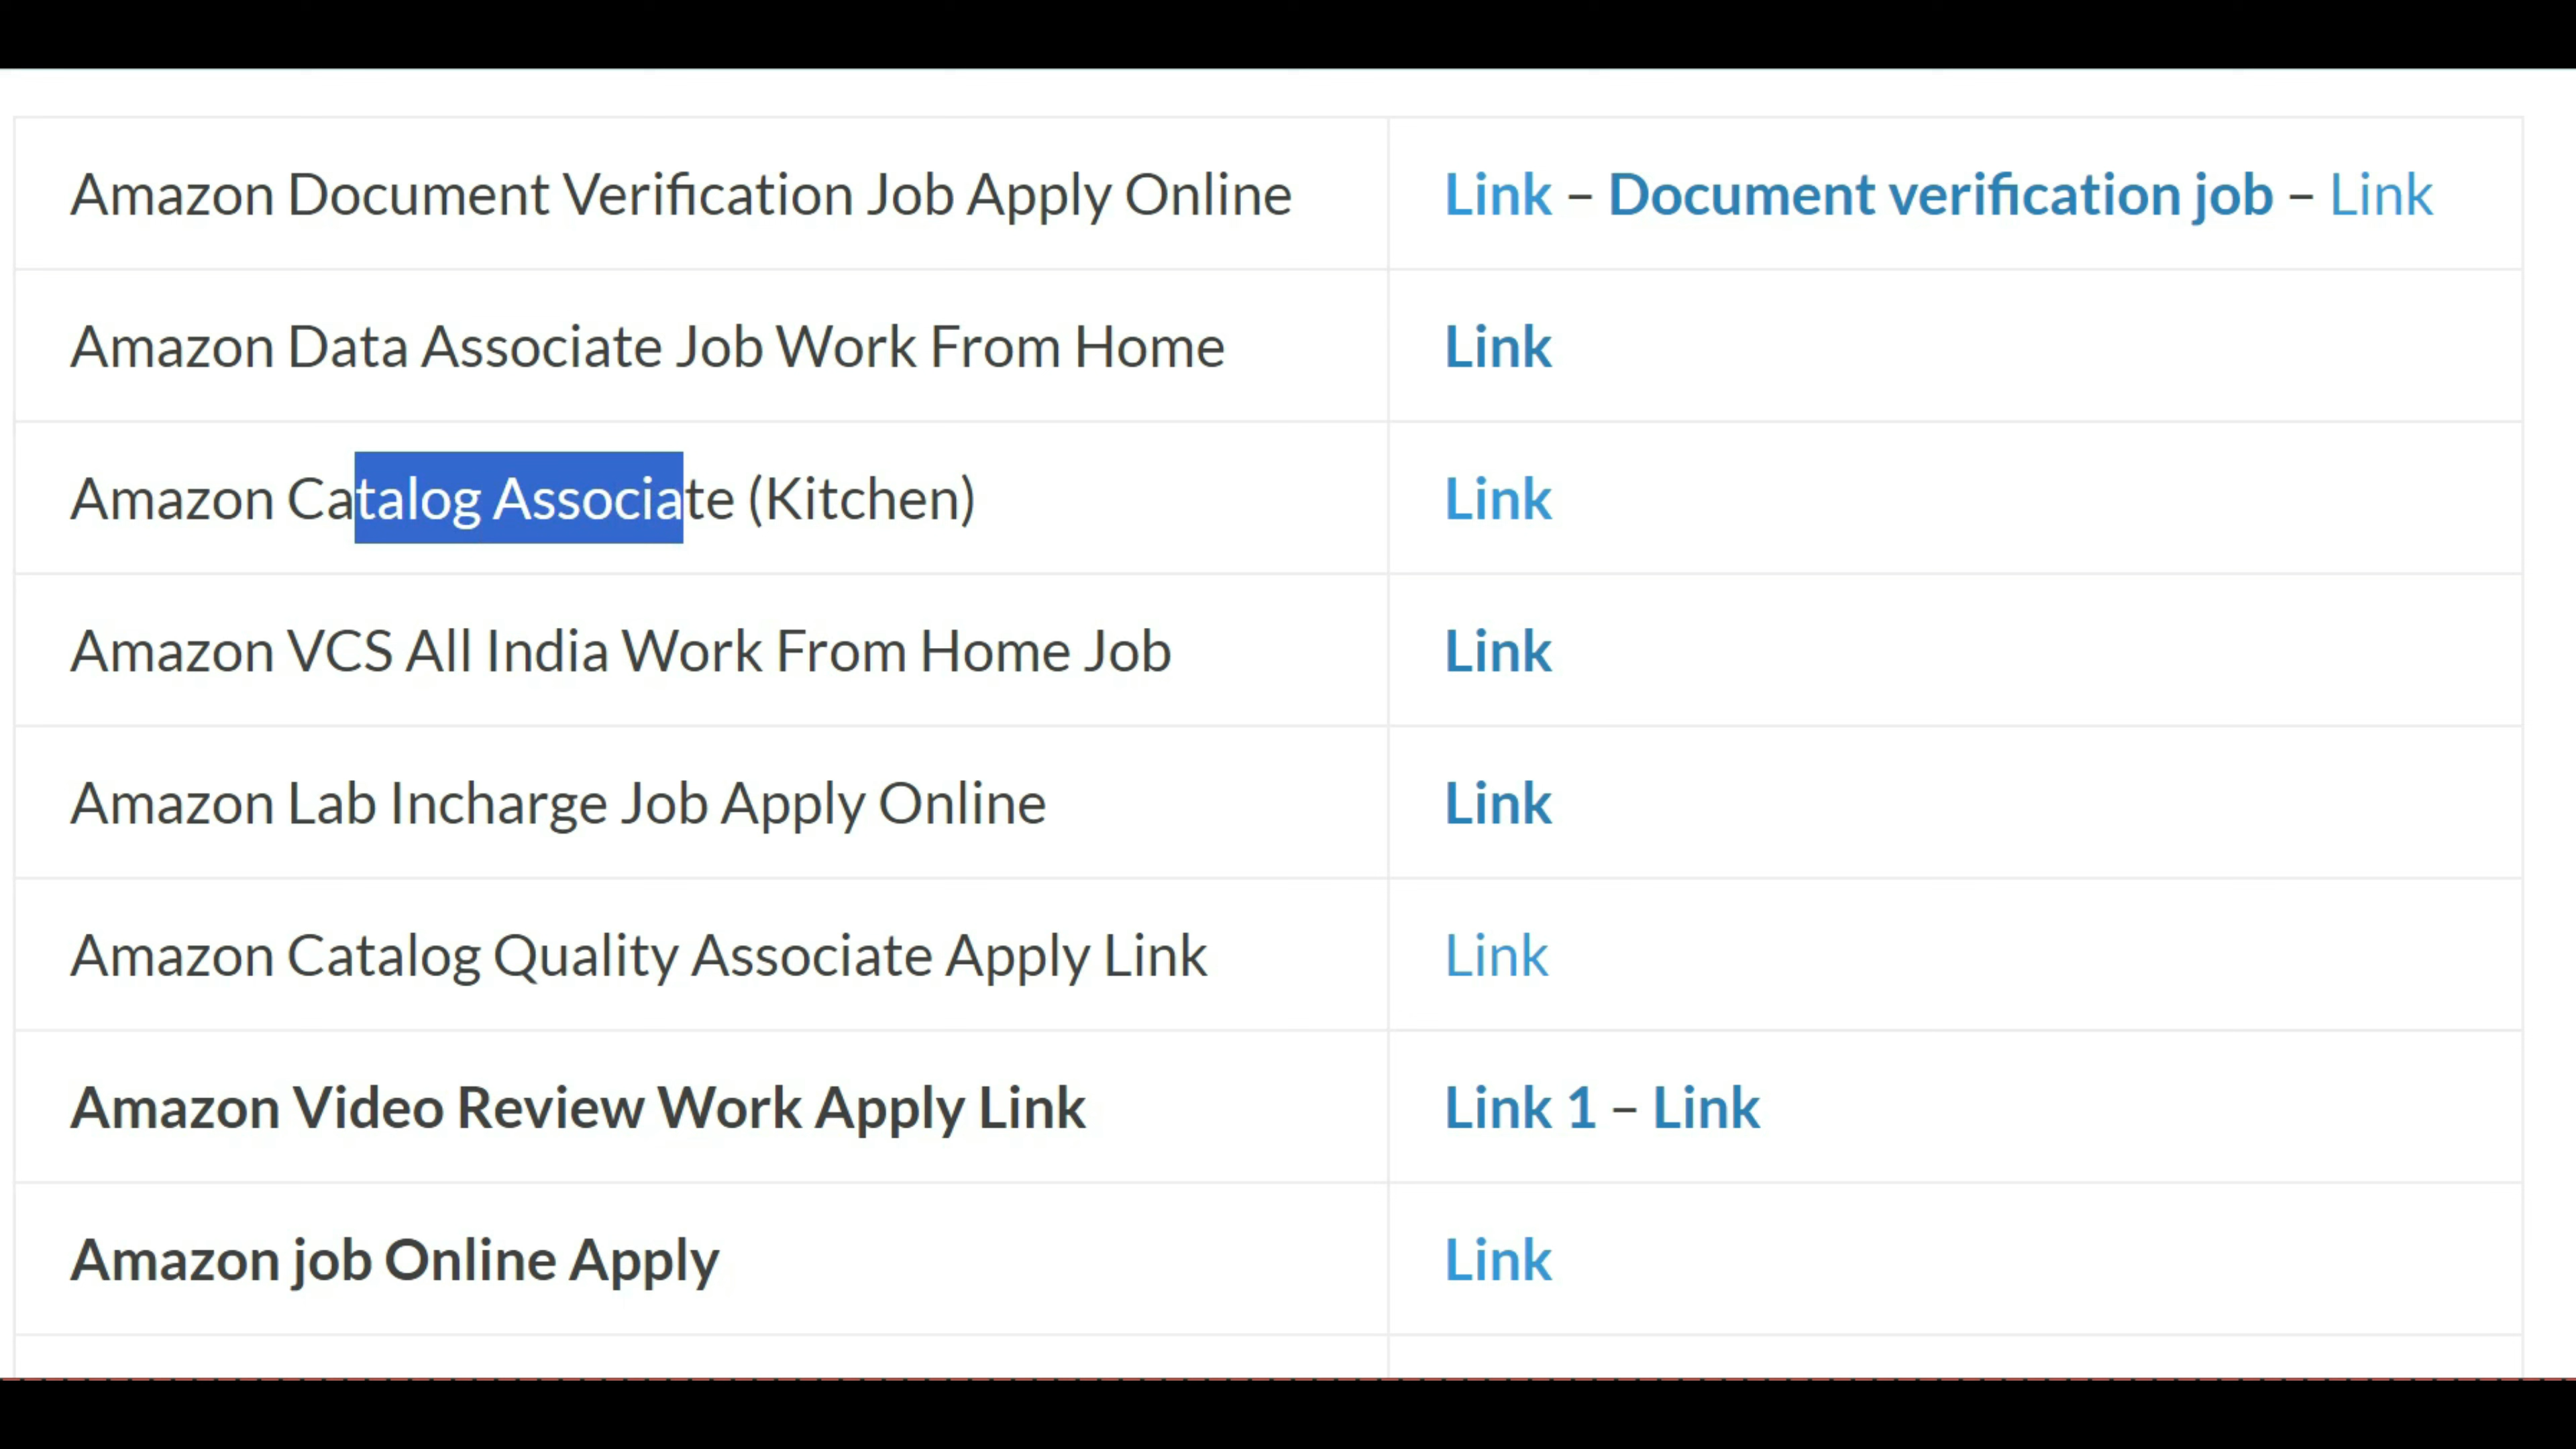 Amazon Document Verification Job Apply Online Link – Document verification job – Link
Amazon Data Associate Job Work From Home Link
Amazon Catalog Associate (Kitchen) Link
Amazon VCS All India Work From Home Job Link
Amazon Lab Incharge Job Apply Online Link
Amazon Catalog Quality Associate Apply Link Link
Amazon Video Review Work Apply Link Link 1 – Link
Amazon job Online Apply Link